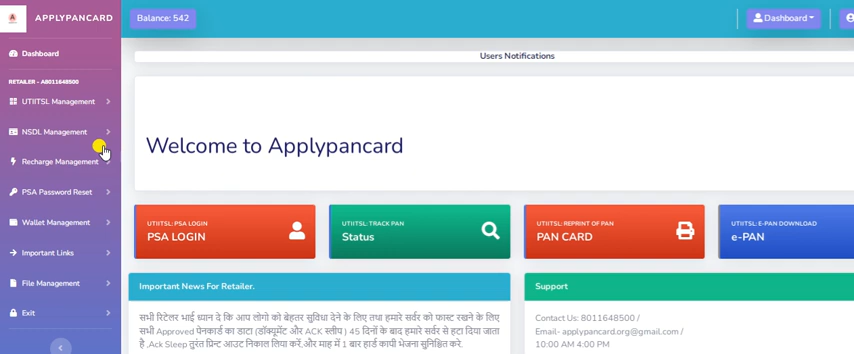 APPLYPANCARD
Balance: 542
Dashboard
Dashboard
Users Notifications
RETAILER - AB011648500
UTIITSL Management
NSDL Management
Recharge Management
PSA Password Reset
Wallet Management
Important Links
File Management
Exit
Welcome to Applypancard
UTIITSL: PSA LOGIN
PSA LOGIN
UTIITSL: TRACK PAN
Status
UTIITSL: REPRINT OF PAN
PAN CARD
UTIITSL: E-PAN DOWNLOAD
e-PAN
Important News For Retailer.
सभी रिटेलर भाई ध्यान दे कि आप लोगो को बेहतर सुविधा देने के लिए तथा हमारे सर्वर को फास्ट रखने के लिए
सभी Approved पेनकार्ड का डाटा (डॉक्यूमेंट और ACK स्लीप ) 45 दिनों के बाद हमारे सर्वर से हटा दिया जाता
है ,Ack Sleep तुरंत प्रिन्ट आउट निकाल लिया करें,और माह में 1 बार हार्ड कापी भेजना सुनिश्चित करे.
Support
Contact Us: 8011648500 /
Email- applypancard.org@gmail.com /
10:00 AM 4:00 PM